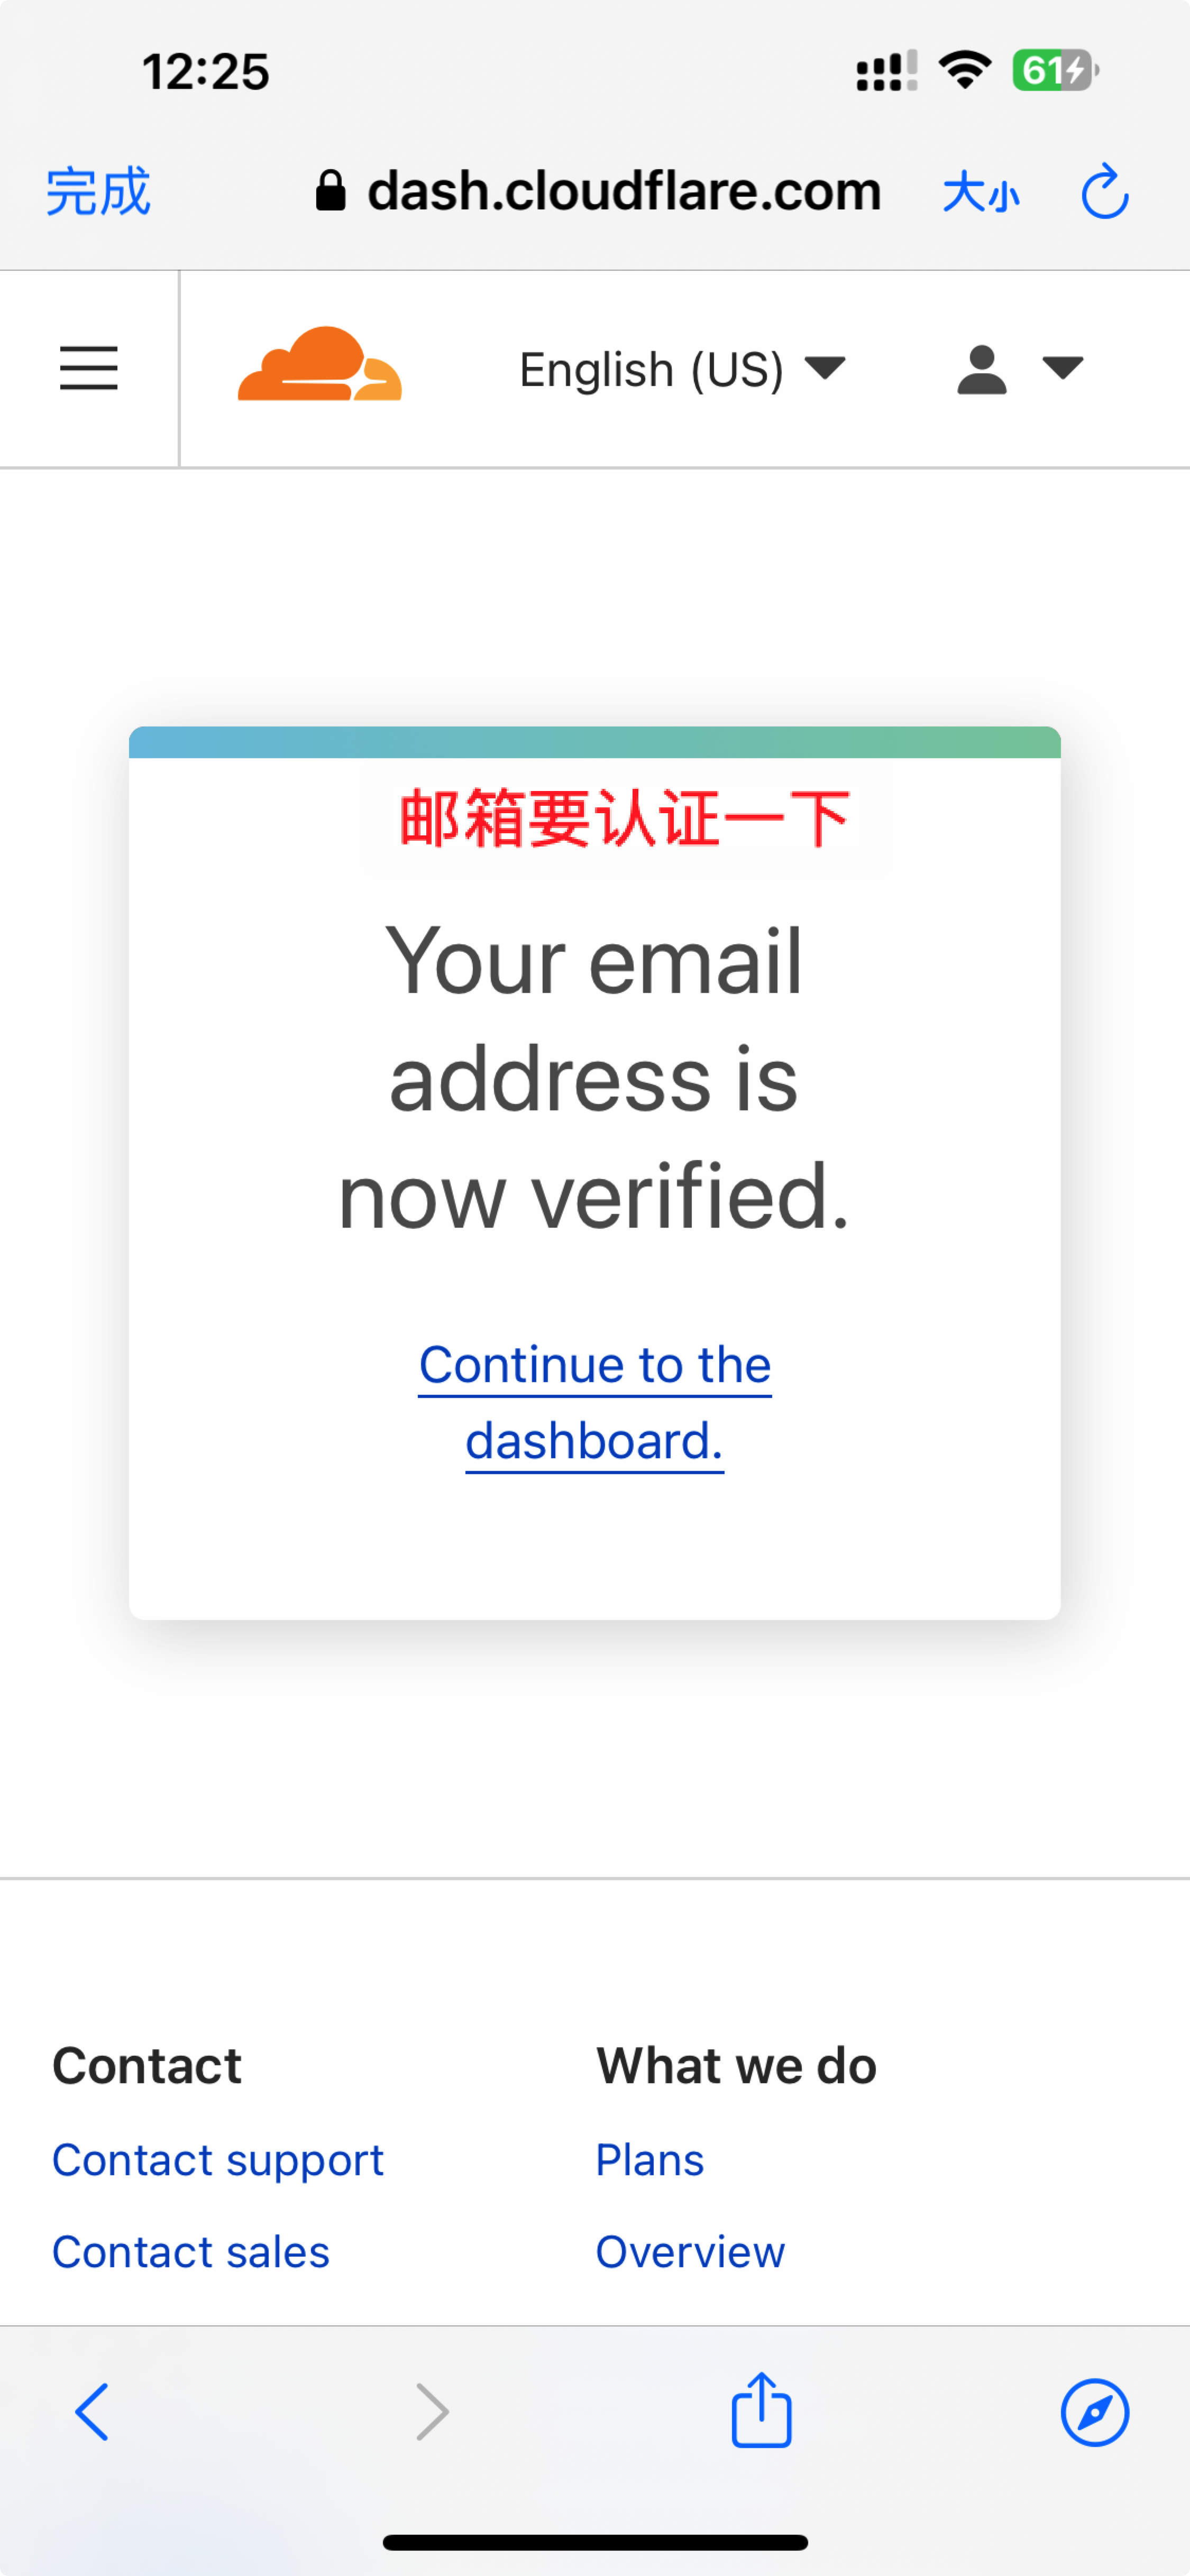 12:25
61
完成
dash.cloudflare.com
大小
English (US)
邮箱要认证一下
Your email
address is
now verified.
Continue to the
dashboard.
Contact
What we do
Contact support
Plans
Contact sales
Overview